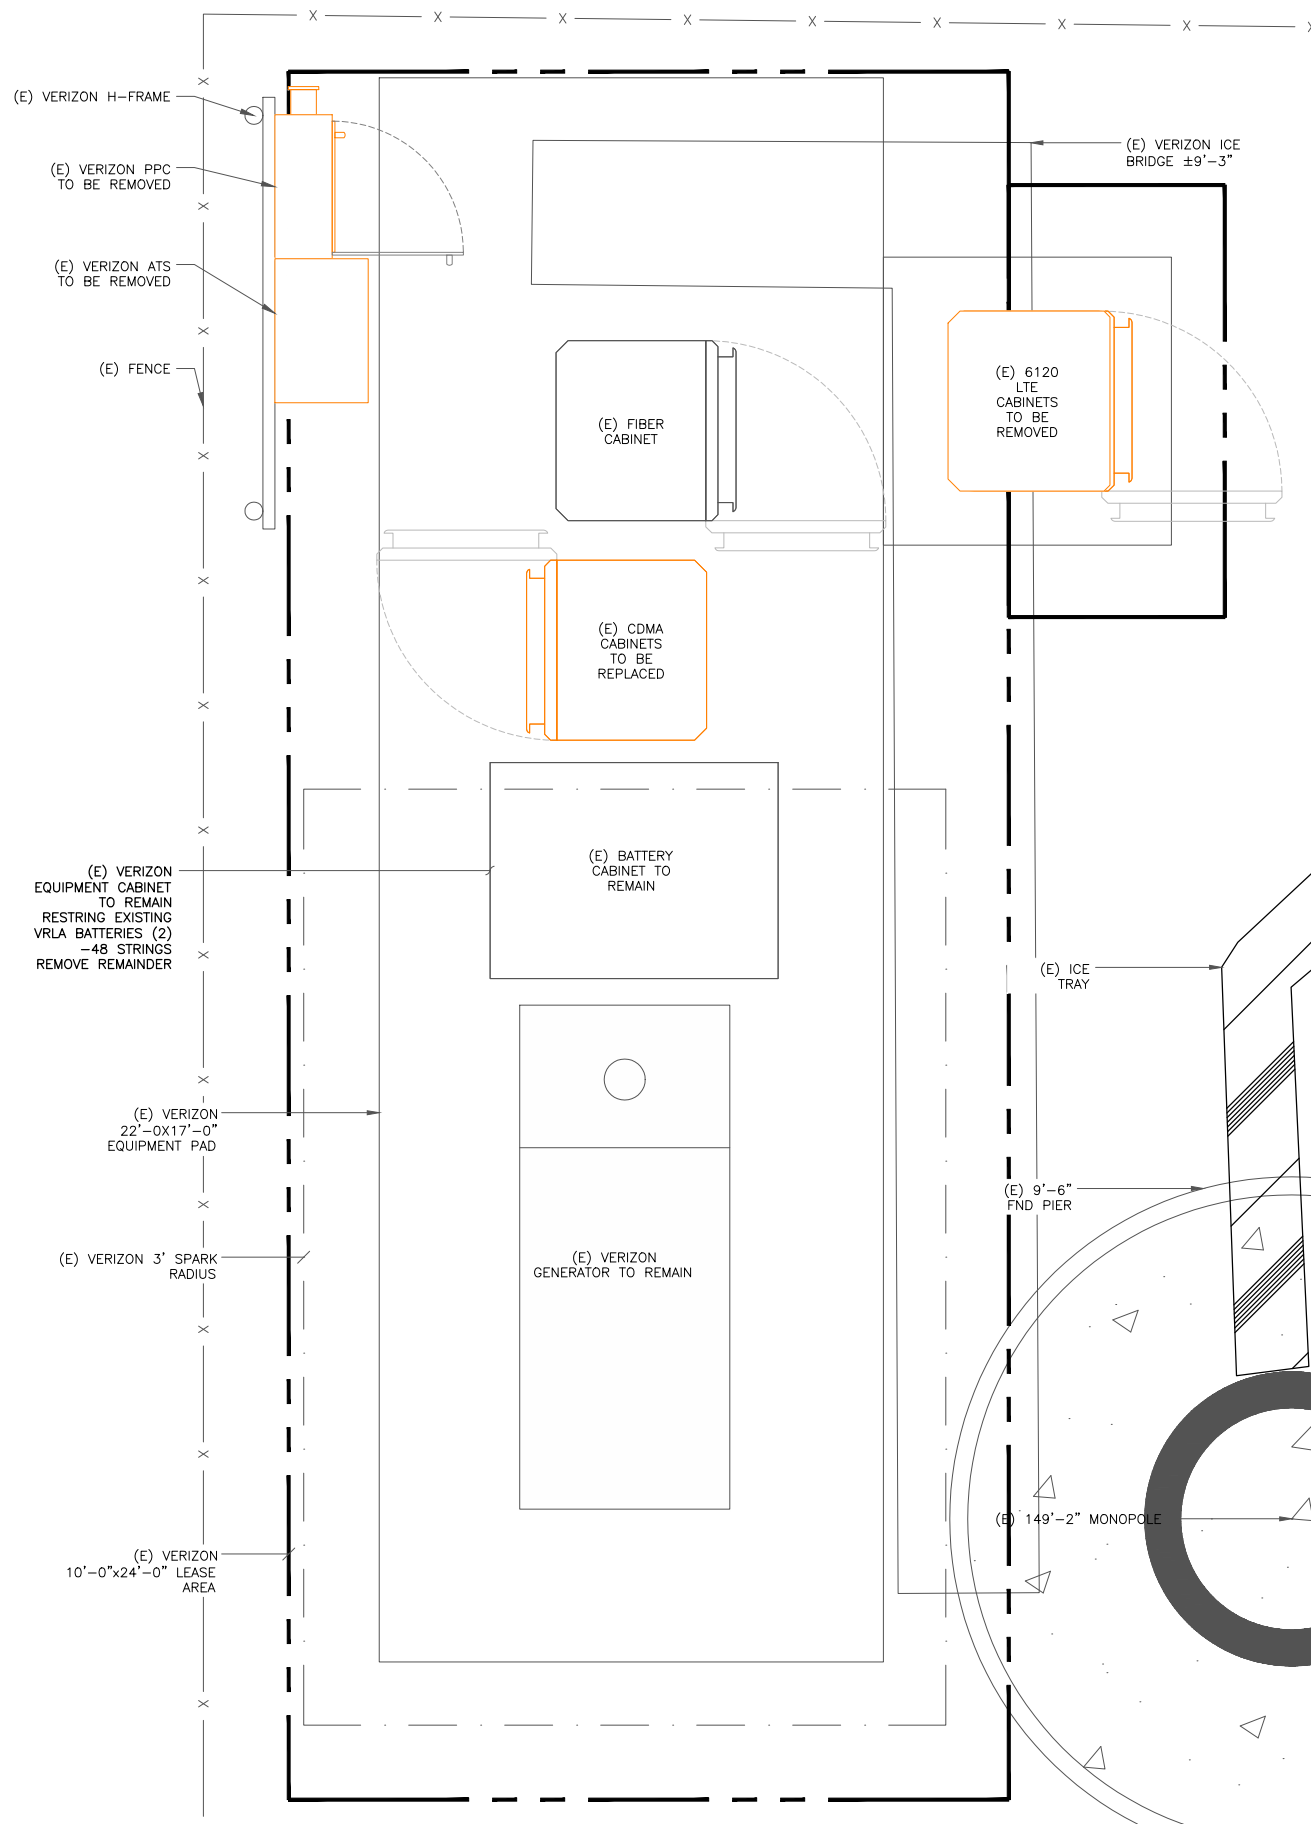 (E) VERIZON H-FRAME
(E) VERIZON PPC
TO BE REMOVED
(E) VERIZON ATS
TO BE REMOVED
(E) FENCE
(E) VERIZON ICE
BRIDGE ±9'-3"
(E) 6120
LTE
CABINETS
TO BE
REMOVED
(E) FIBER
CABINET
(E) CDMA
CABINETS
TO BE
REPLACED
(E) BATTERY
CABINET TO
REMAIN
(E) VERIZON
EQUIPMENT CABINET
TO REMAIN
RESTRING EXISTING
VRLA BATTERIES (2)
-48 STRINGS
REMOVE REMAINDER
(E) ICE
TRAY
(E) VERIZON
22'-0X17'-0"
EQUIPMENT PAD
(E) 9'-6"
FND PIER
(E) VERIZON 3' SPARK
RADIUS
(E) VERIZON
GENERATOR TO REMAIN
(E) 149'-2" MONOPOLE
(E) VERIZON
10'-0"x24'-0" LEASE
AREA